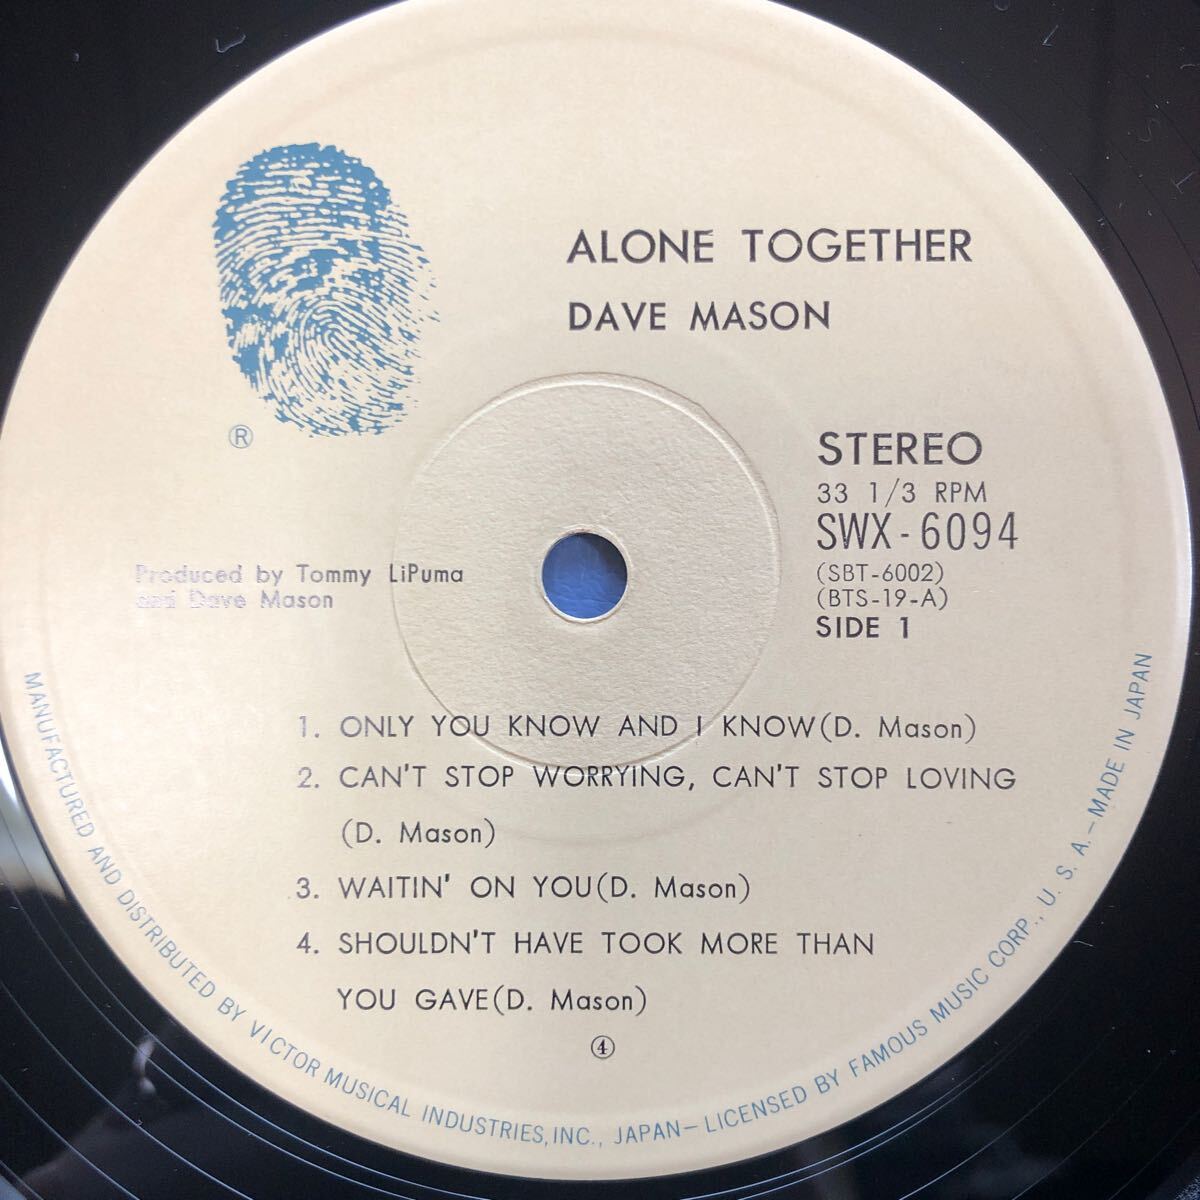 ALONE TOGETHER
DAVE MASON
®
STEREO
33 1/3 RPM
SWX-6094
(SBT-6002)
(BTS-19-A)
SIDE 1
Produced by Tommy LiPuma
and Dave Mason
1. ONLY YOU KNOW AND I KNOW(D. Mason)
2. CAN'T STOP WORRYING, CAN'T STOP LOVING
(D. Mason)
3. WAITIN' ON YOU(D. Mason)
4. SHOULDN'T HAVE TOOK MORE THAN
YOU GAVE(D. Mason)
④
MANUFACTURED AND DISTRIBUTED BY VICTOR MUSICAL INDUSTRIES, INC., JAPAN—LICENSED BY FAMOUS MUSIC CORP., U. S. A.—MADE IN JAPAN